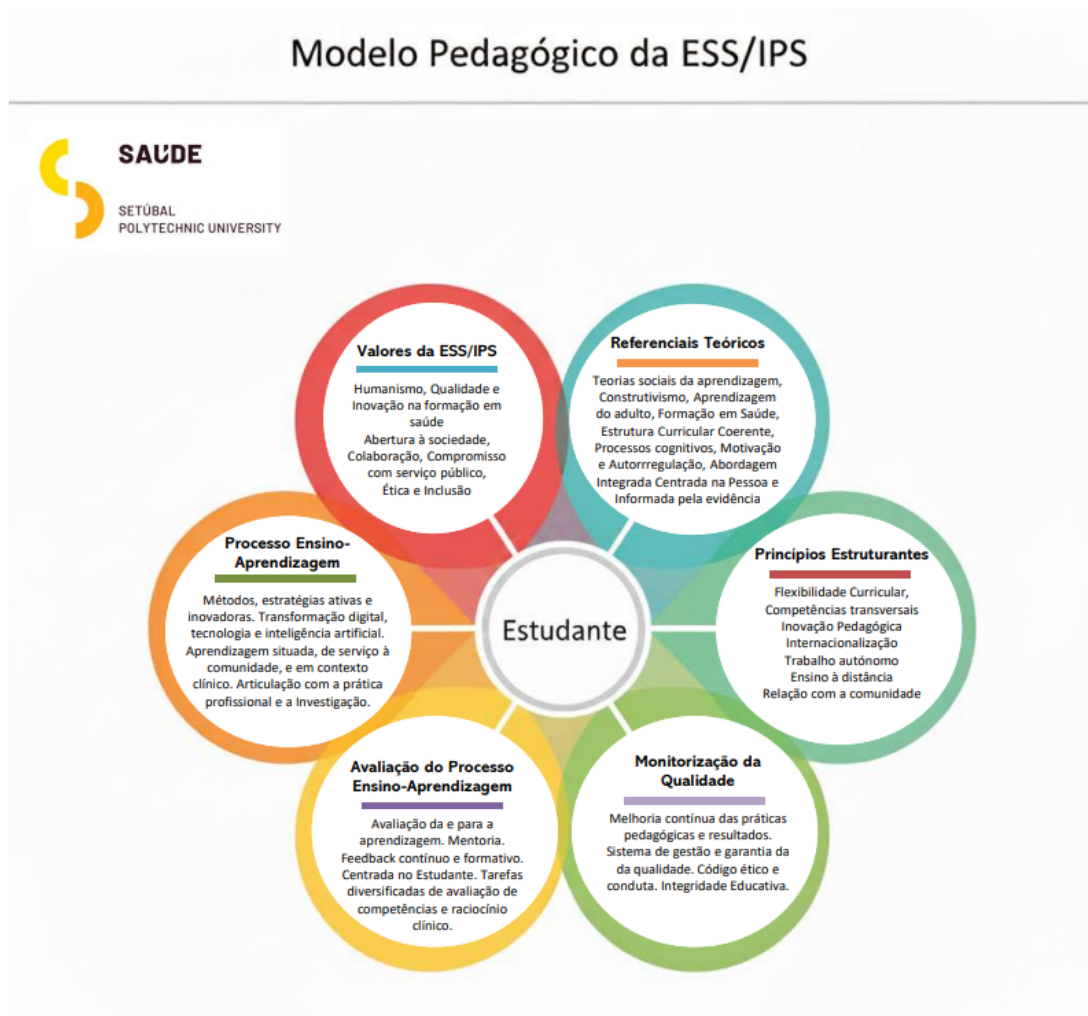 Modelo Pedagógico da ESS/IPS
SAÚDE
SETÚBAL
POLYTECHNIC UNIVERSITY
Valores da ESS/IPS
Humanismo, Qualidade e
Inovação na formação em
saúde
Abertura à sociedade,
Colaboração, Compromisso
com serviço público,
Ética e Inclusão
Referenciais Teóricos
Teorias sociais da aprendizagem,
Construtivismo, Aprendizagem
do adulto, Formação em Saúde,
Estrutura Curricular Coerente,
Processos cognitivos, Motivação
e Autorrregulação, Abordagem
Integrada Centrada na Pessoa e
Informada pela evidência
Processo Ensino-
Aprendizagem
Métodos, estratégias ativas e
inovadoras. Transformação digital,
tecnologia e inteligência artificial.
Aprendizagem situada, de serviço à
comunidade, e em contexto
clínico. Articulação com a prática
profissional e a Investigação.
Estudante
Princípios Estruturantes
Flexibilidade Curricular,
Competências transversais
Inovação Pedagógica
Internacionalização
Trabalho autónomo
Ensino à distância
Relação com a comunidade
Avaliação do Processo
Ensino-Aprendizagem
Avaliação da e para a
aprendizagem. Mentoria.
Feedback contínuo e formativo.
Centrada no Estudante. Tarefas
diversificadas de avaliação de
competências e raciocínio
clínico.
Monitorização da
Qualidade
Melhoria contínua das práticas
pedagógicas e resultados.
Sistema de gestão e garantia da
da qualidade. Código ético e
conduta. Integridade Educativa.